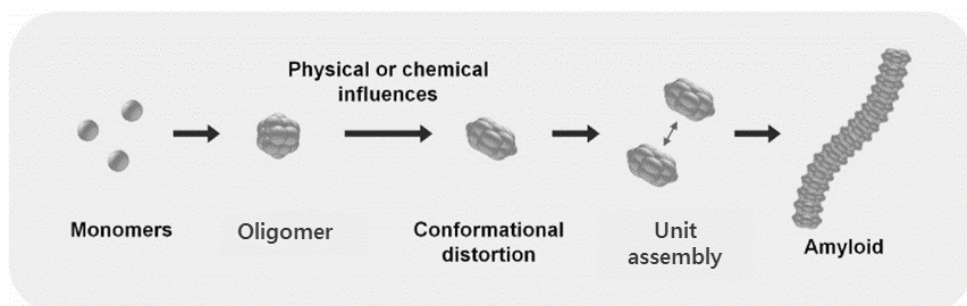 Physical or chemical
influences
Monomers
Oligomer
Conformational
distortion
Unit
assembly
Amyloid